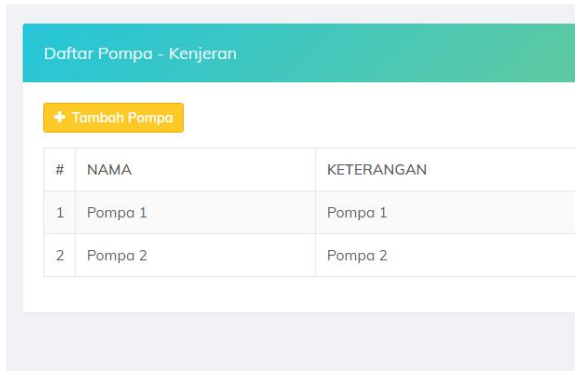 Daftar Pompa - Kenjeran
+ Tambah Pompa
# NAMA KETERANGAN
1 Pompa 1 Pompa 1
2 Pompa 2 Pompa 2